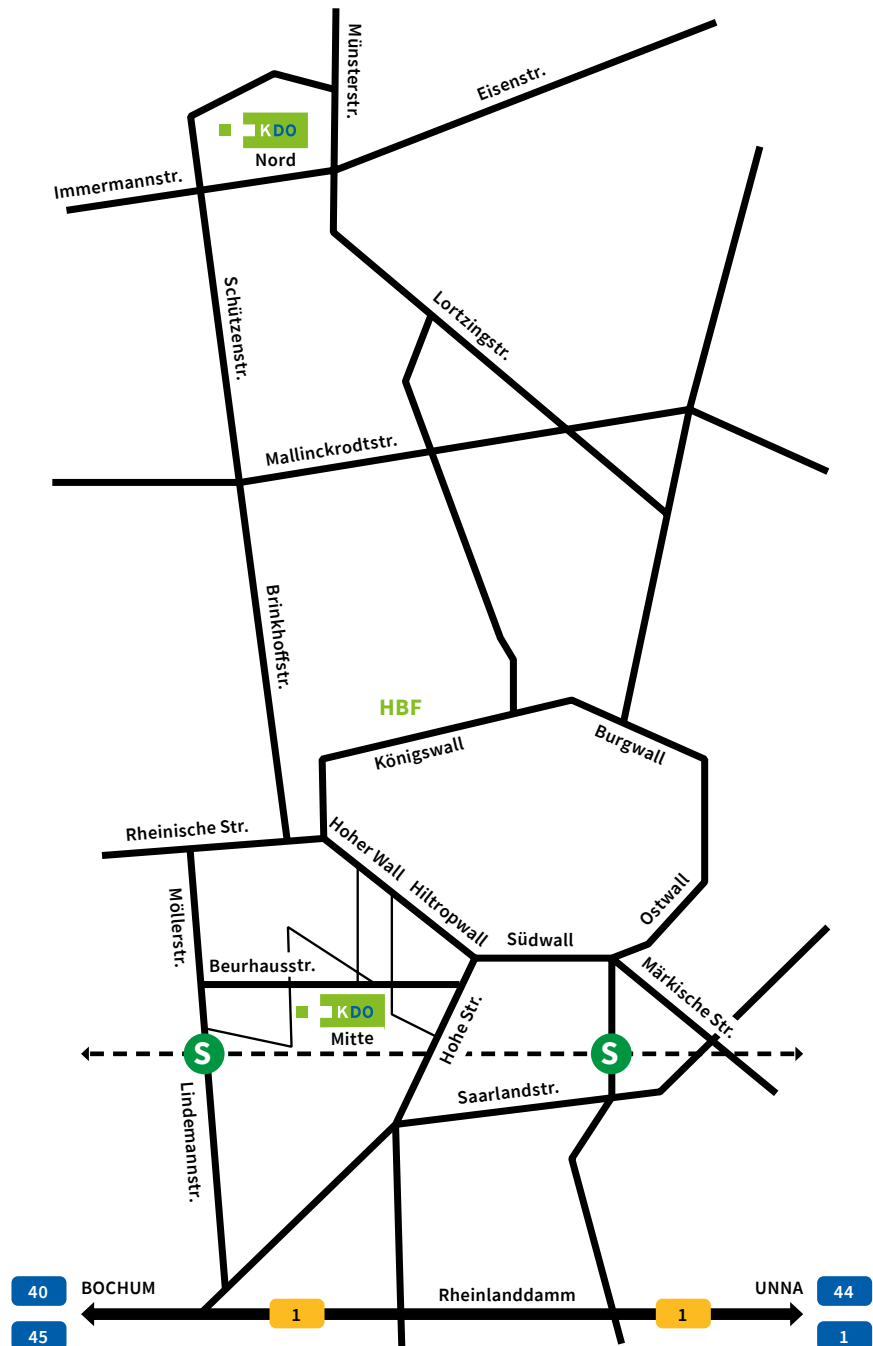 Münsterstr.
Eisenstr.
KDO
Nord
Immermannstr.
Schützenstr.
Lortzingstr.
Mallinckrodtstr.
Brinkhoffstr.
HBF
Königswall
Burgwall
Rheinische Str.
Hoher Wall
Hiltropwall
Ostwall
Südwall
Möllerstr.
Beurhausstr.
Märkische Str.
KDO
Mitte
Hohe Str.
S
S
Saarlandstr.
Lindemannstr.
40
BOCHUM
Rheinlanddamm
UNNA
44
1
1
45
1